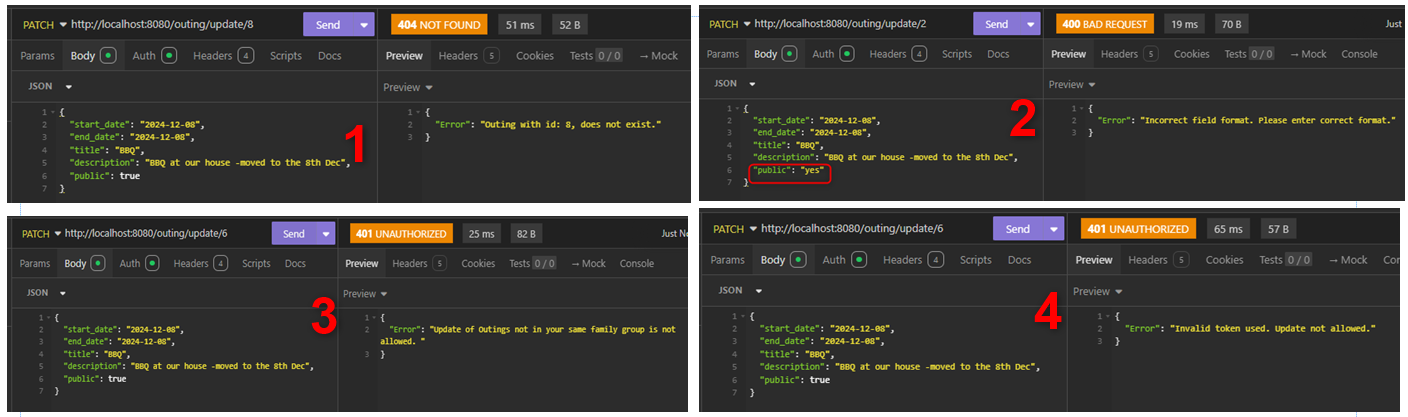 PATCH http://localhost:8080/outing/update/8 Send 404 NOT FOUND 51 ms 52 B
Params Body Auth Headers 4 Scripts Docs Preview Headers 5 Cookies Tests 0 / 0 → Mock
JSON Preview
1 { 1 {
2 "start_date": "2024-12-08", 2 "Error": "Outing with id: 8, does not exist."
3 "end_date": "2024-12-08", 3 }
4 "title": "BBQ",
5 "description": "BBQ at our house -moved to the 8th Dec",
6 "public": true
7 }
1
PATCH http://localhost:8080/outing/update/2 Send 400 BAD REQUEST 19 ms 70 B Just
Params Body Auth Headers 4 Scripts Docs Preview Headers 5 Cookies Tests 0 / 0 → Mock Console
JSON Preview
1 { 1 {
2 "start_date": "2024-12-08", 2 "Error": "Incorrect field format. Please enter correct format."
3 "end_date": "2024-12-08", 3 }
4 "title": "BBQ",
5 "description": "BBQ at our house -moved to the 8th Dec",
6 "public": "yes"
7 }
2
PATCH http://localhost:8080/outing/update/6 Send 401 UNAUTHORIZED 25 ms 82 B Just N
Params Body Auth Headers 4 Scripts Docs Preview Headers 5 Cookies Tests 0 / 0 → Mock Console
JSON Preview
1 { 1 {
2 "start_date": "2024-12-08", 2 "Error": "Update of Outings not in your same family group is not
3 "end_date": "2024-12-08", allowed. "
4 "title": "BBQ", 3 }
5 "description": "BBQ at our house -moved to the 8th Dec",
6 "public": true
7 }
3
PATCH http://localhost:8080/outing/update/6 Send 401 UNAUTHORIZED 65 ms 57 B
Params Body Auth Headers 4 Scripts Docs Preview Headers 5 Cookies Tests 0 / 0 → Mock Con
JSON Preview
1 { 1 {
2 "start_date": "2024-12-08", 2 "Error": "Invalid token used. Update not allowed."
3 "end_date": "2024-12-08", 3 }
4 "title": "BBQ",
5 "description": "BBQ at our house -moved to the 8th Dec",
6 "public": true
7 }
4